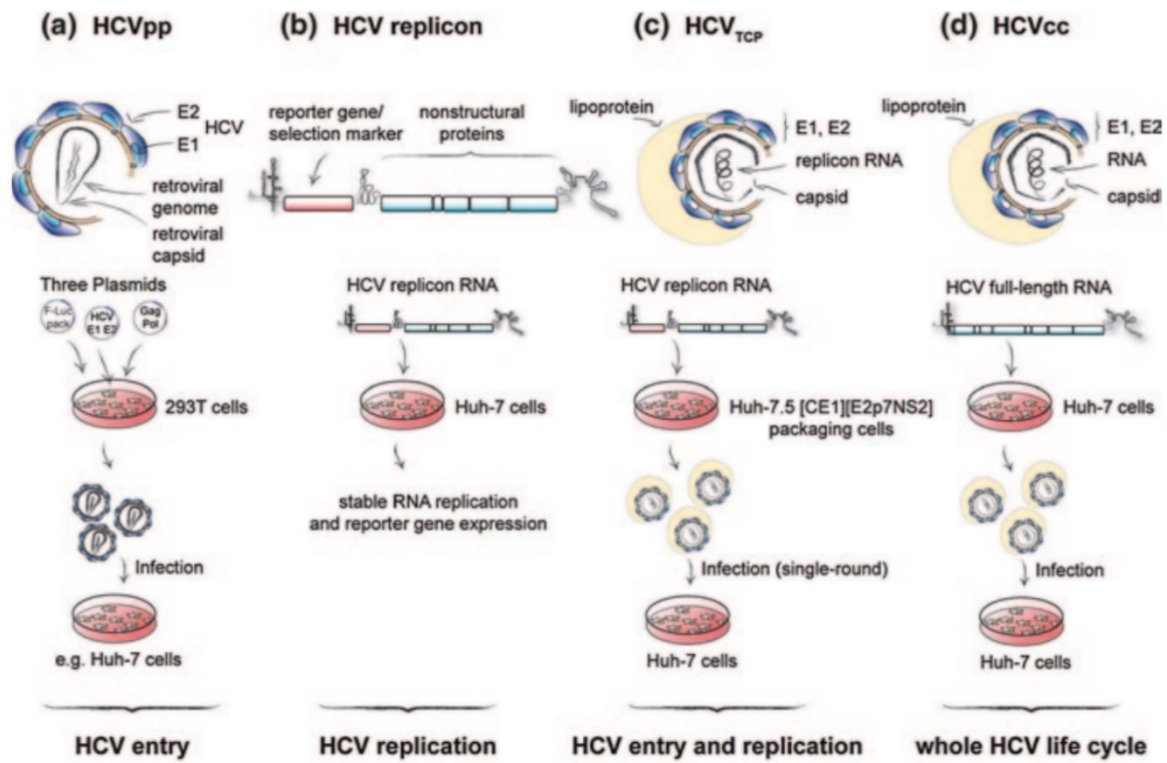 (a) HCVpp
E2
HCV
E1
retroviral
genome
retroviral
capsid
Three Plasmids
F-Luc
pack
HCV
E1 E2
Gag
Pol
293T cells
Infection
e.g. Huh-7 cells
HCV entry
(b) HCV replicon
reporter gene/
selection marker
nonstructural
proteins
HCV replicon RNA
Huh-7 cells
stable RNA replication
and reporter gene expression
HCV replication
(c) HCV_TCP
lipoprotein
E1, E2
replicon RNA
capsid
HCV replicon RNA
Huh-7.5 [CE1][E2p7NS2]
packaging cells
Infection (single-round)
Huh-7 cells
HCV entry and replication
(d) HCVcc
lipoprotein
E1, E2
RNA
capsid
HCV full-length RNA
Huh-7 cells
Infection
Huh-7 cells
whole HCV life cycle